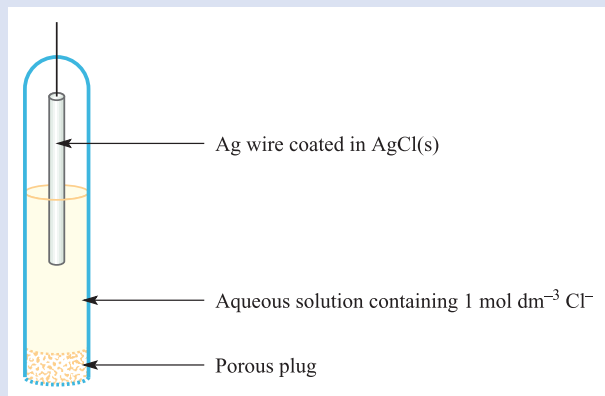 Ag wire coated in AgCl(s)
Aqueous solution containing 1 mol dm⁻³ Cl⁻
Porous plug